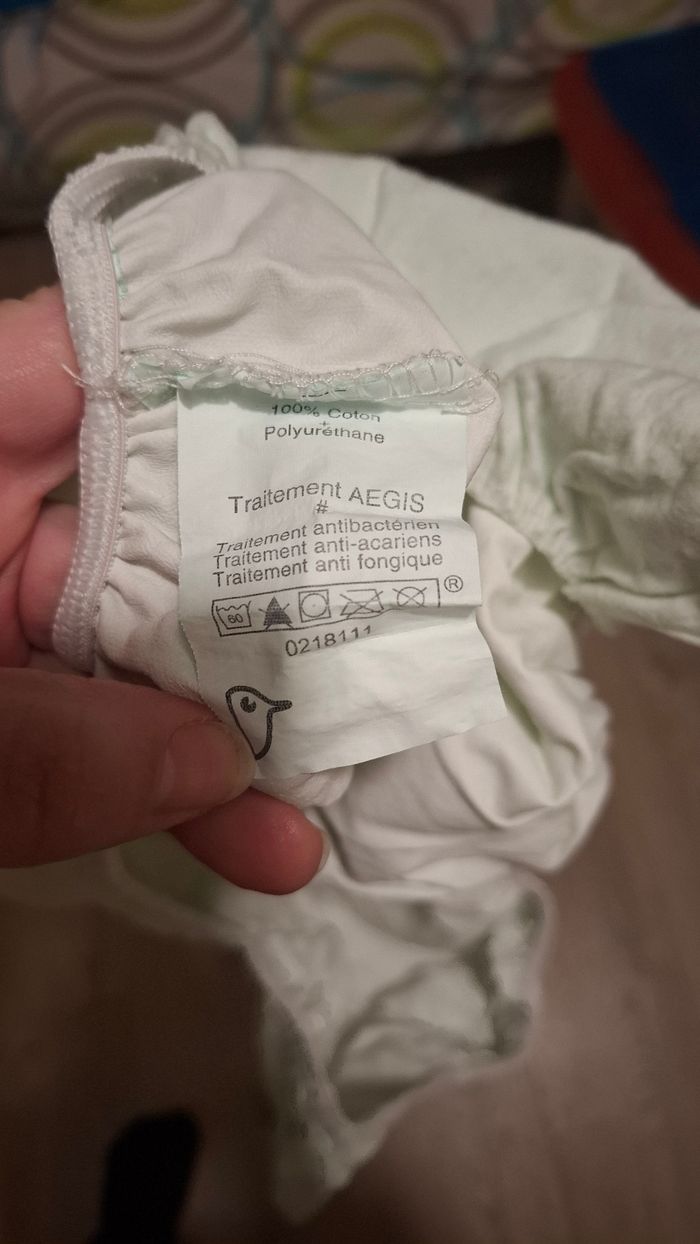 100% Coton
+
Polyuréthane
Traitement AEGIS
#
Traitement antibactérien
Traitement anti-acariens
Traitement anti fongique
60
®
0218111